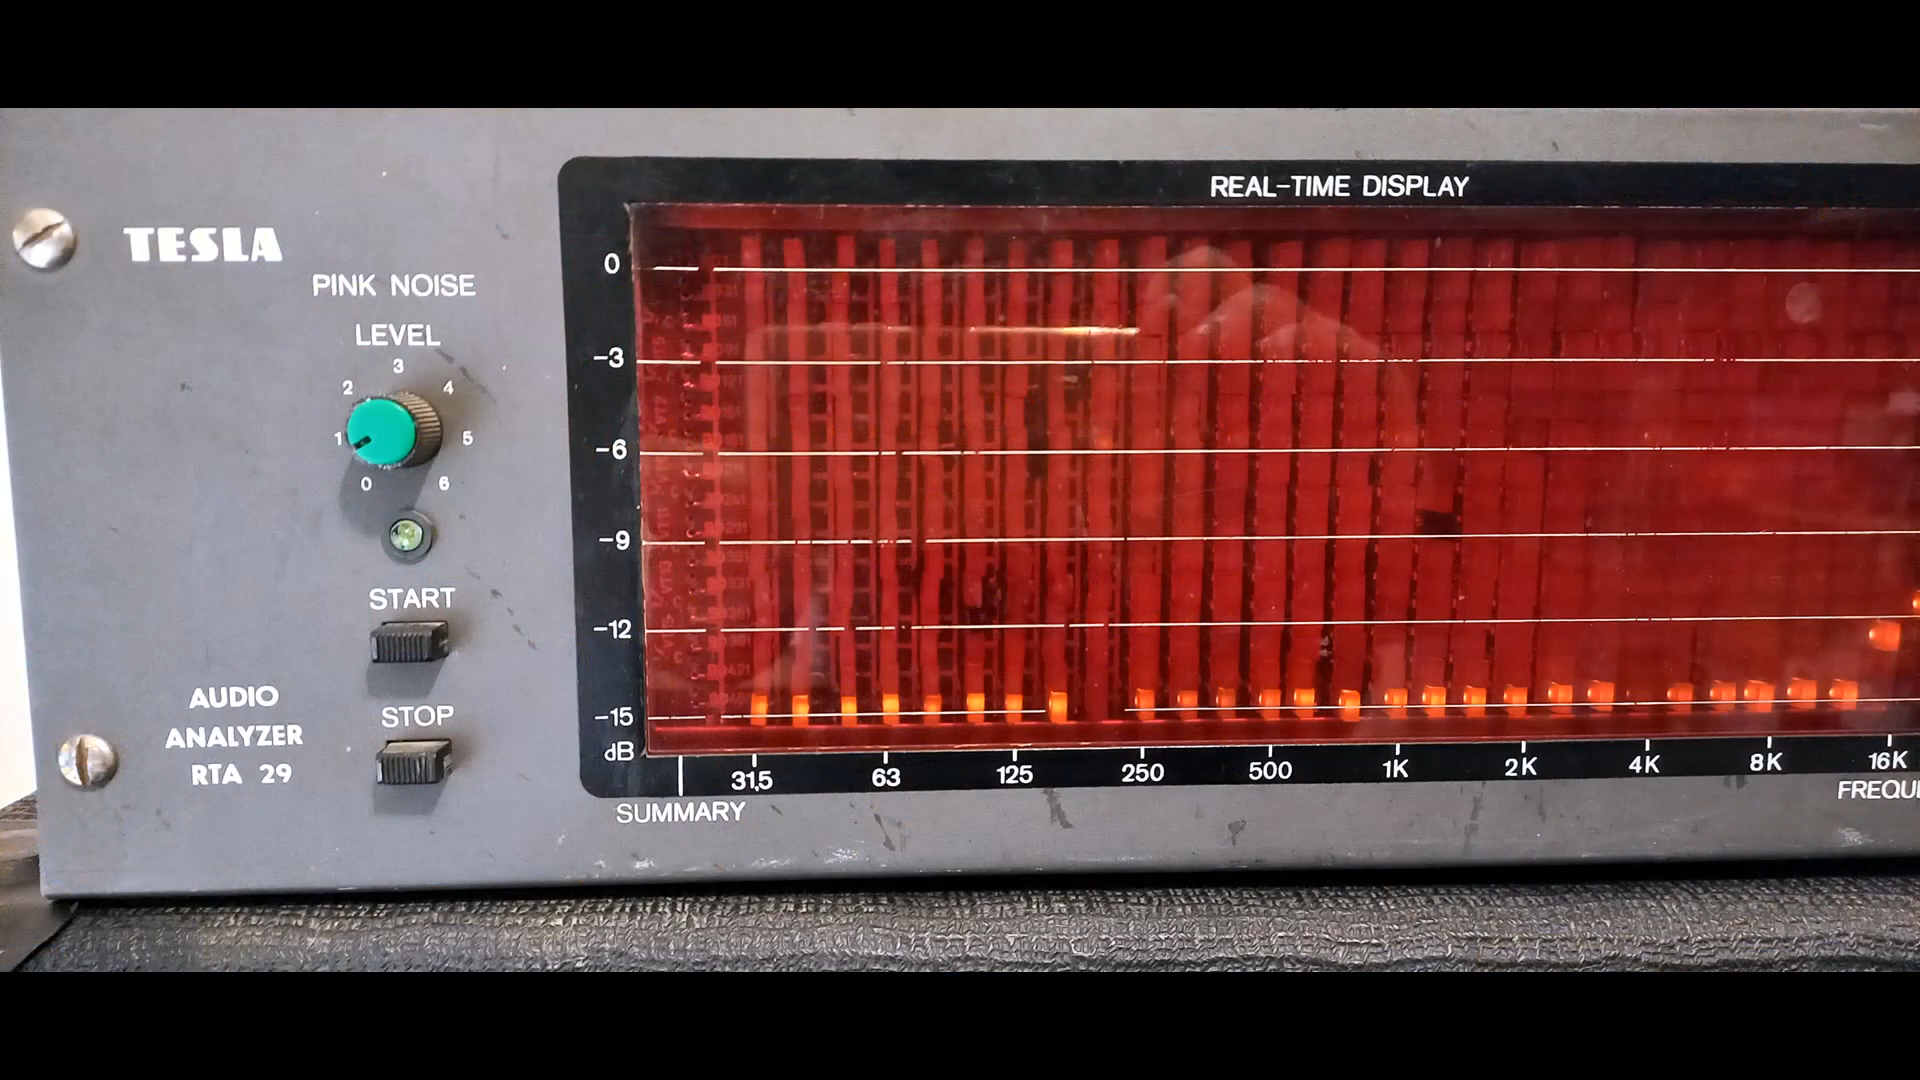 TESLA
PINK NOISE
LEVEL
3
2 4
1 5
0 6
START
STOP
AUDIO
ANALYZER
RTA 29
REAL-TIME DISPLAY
0
-3
-6
-9
-12
-15
dB
31,5 63 125 250 500 1K 2K 4K 8K 16K
SUMMARY
FREQU